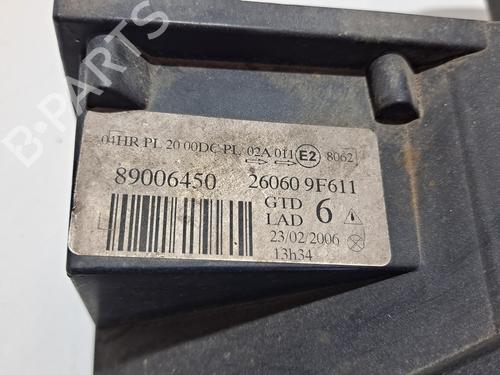 B-PARTS
04HR PL 20 00DC PL 02A 011 E2 8062
89006450 26060 9F611
GTD 6
LAD
23/02/2006
13h34
L